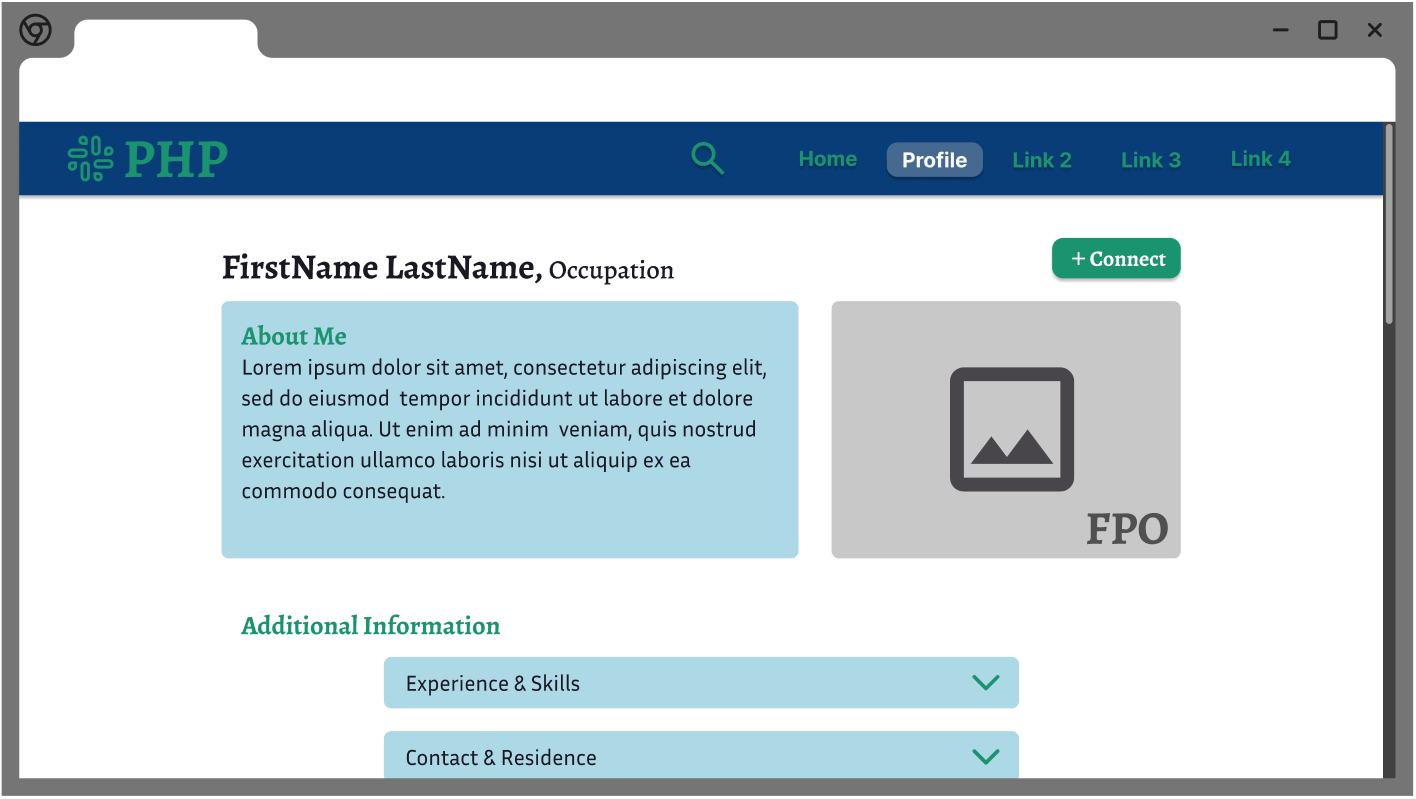 PHP
Home Profile Link 2 Link 3 Link 4
FirstName LastName, Occupation
+ Connect
About Me
Lorem ipsum dolor sit amet, consectetur adipiscing elit,
sed do eiusmod  tempor incididunt ut labore et dolore
magna aliqua. Ut enim ad minim  veniam, quis nostrud
exercitation ullamco laboris nisi ut aliquip ex ea
commodo consequat.
FPO
Additional Information
Experience & Skills
Contact & Residence